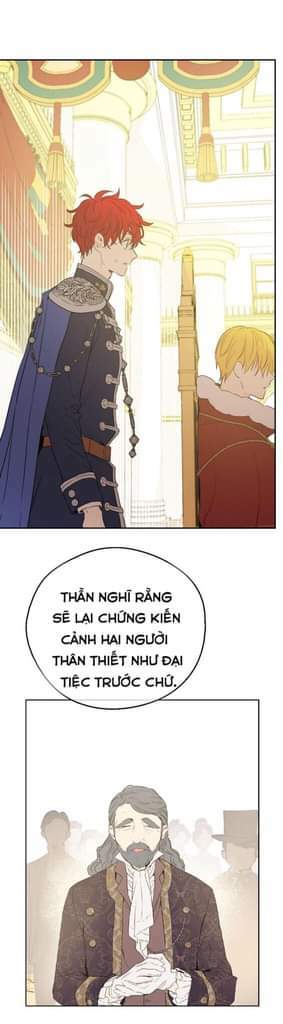 THẦN NGHĨ RẰNG
SẼ LẠI CHỨNG KIẾN
CẢNH HAI NGƯỜI
THÂN THIẾT NHƯ ĐẠI
TIỆC TRƯỚC CHỨ.